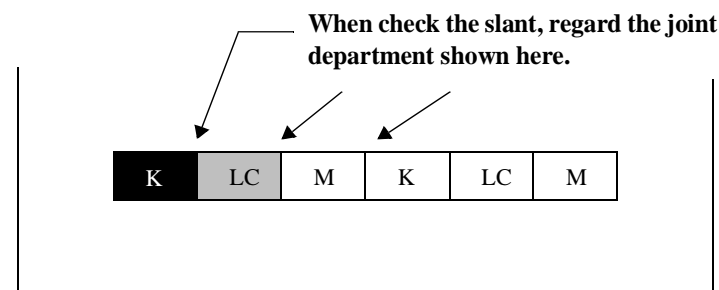 When check the slant, regard the joint
department shown here.
K LC M K LC M